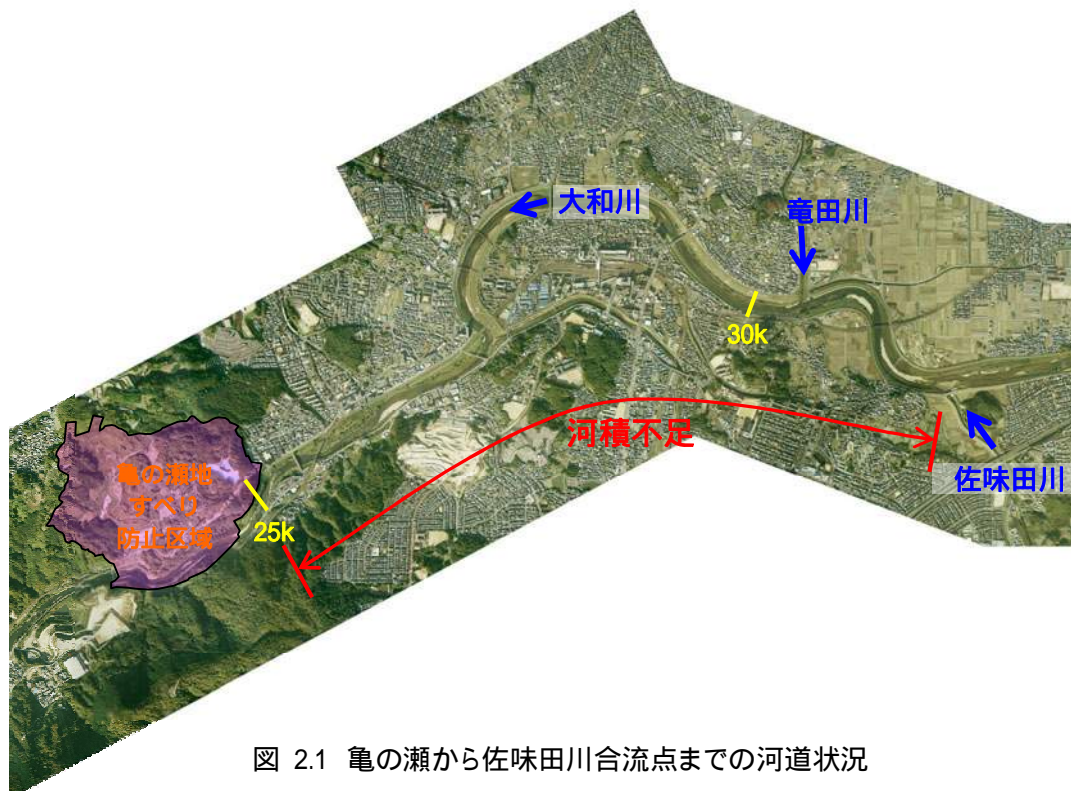 大和川
竜田川
30k
河積不足
佐味田川
亀の瀬地
すべり
防止区域
25k
図 2.1 亀の瀬から佐味田川合流点までの河道状況